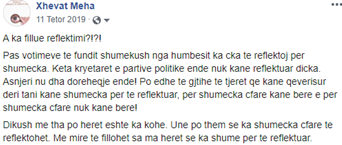 Xhevat Meha
11 Tetor 2019
A ka fillue reflektimi?!?!
Pas votimeve te fundit shumekush nga humbesit ka cka te reflektoj per
shumecka. Keta kryetaret e partive politike ende nuk kane reflektuar dicka.
Asnjeri nu dha doreheqje ende! Po edhe te gjithe te tjeret qe kane qeverisur
deri tani kane shumecka per te reflektuar, per shumecka cfare kane bere e per
shumecka cfare nuk kane bere!
Dikush me tha po heret eshte ka kohe. Une po them se ka shumecka cfare te
reflektohet. Me mire te fillohet sa ma heret se ka shume per te reflektuar.